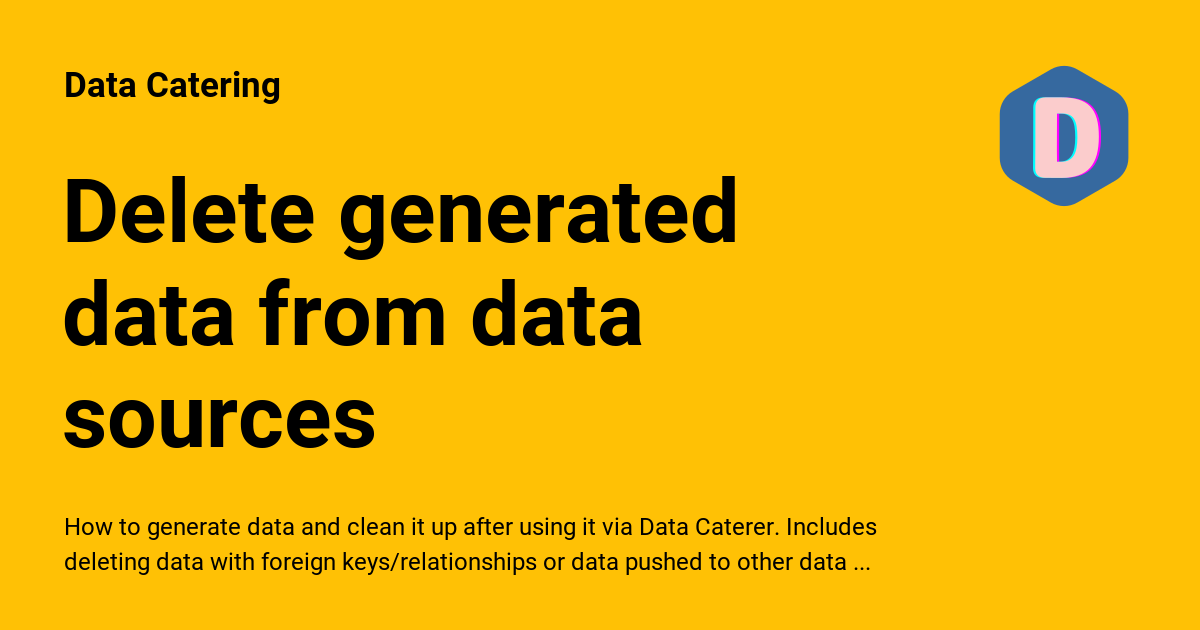 Data Catering
D
Delete generated
data from data
sources
How to generate data and clean it up after using it via Data Caterer. Includes
deleting data with foreign keys/relationships or data pushed to other data ...